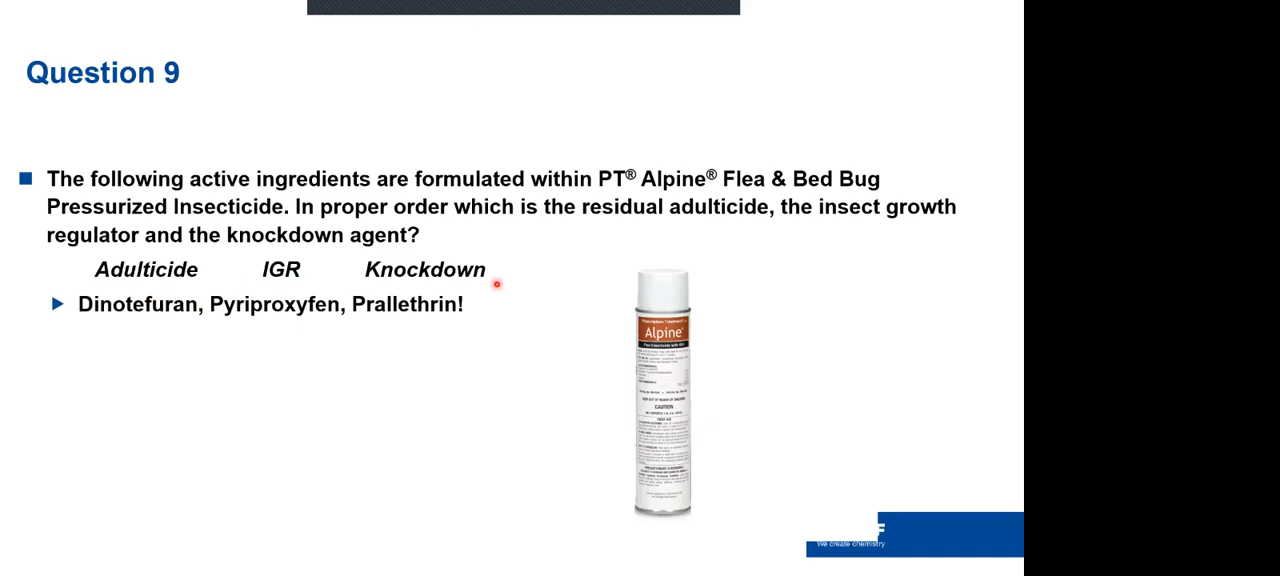 Question 9
The following active ingredients are formulated within PT® Alpine® Flea & Bed Bug
Pressurized Insecticide. In proper order which is the residual adulticide, the insect growth
regulator and the knockdown agent?
Adulticide IGR Knockdown
Dinotefuran, Pyriproxyfen, Prallethrin!
Prescription Treatment
Alpine®
CAUTION
We create chemistry